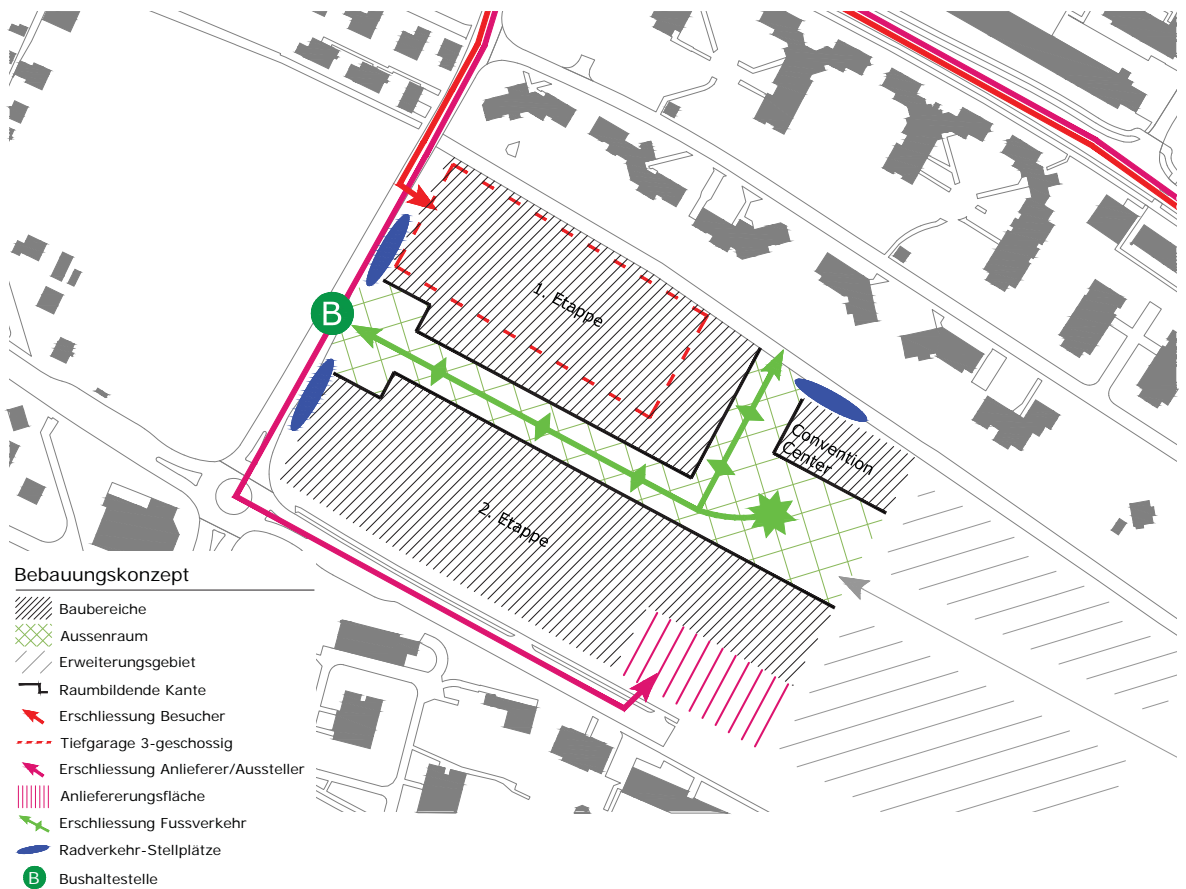 1. Etappe
B
Convention
Center
2. Etappe
Bebauungskonzept
Baubereiche
Aussenraum
Erweiterungsgebiet
Raumbildende Kante
Erschliessung Besucher
Tiefgarage 3-geschossig
Erschliessung Anlieferer/Aussteller
Anliefererungsfläche
Erschliessung Fussverkehr
Radverkehr-Stellplätze
B Bushaltestelle